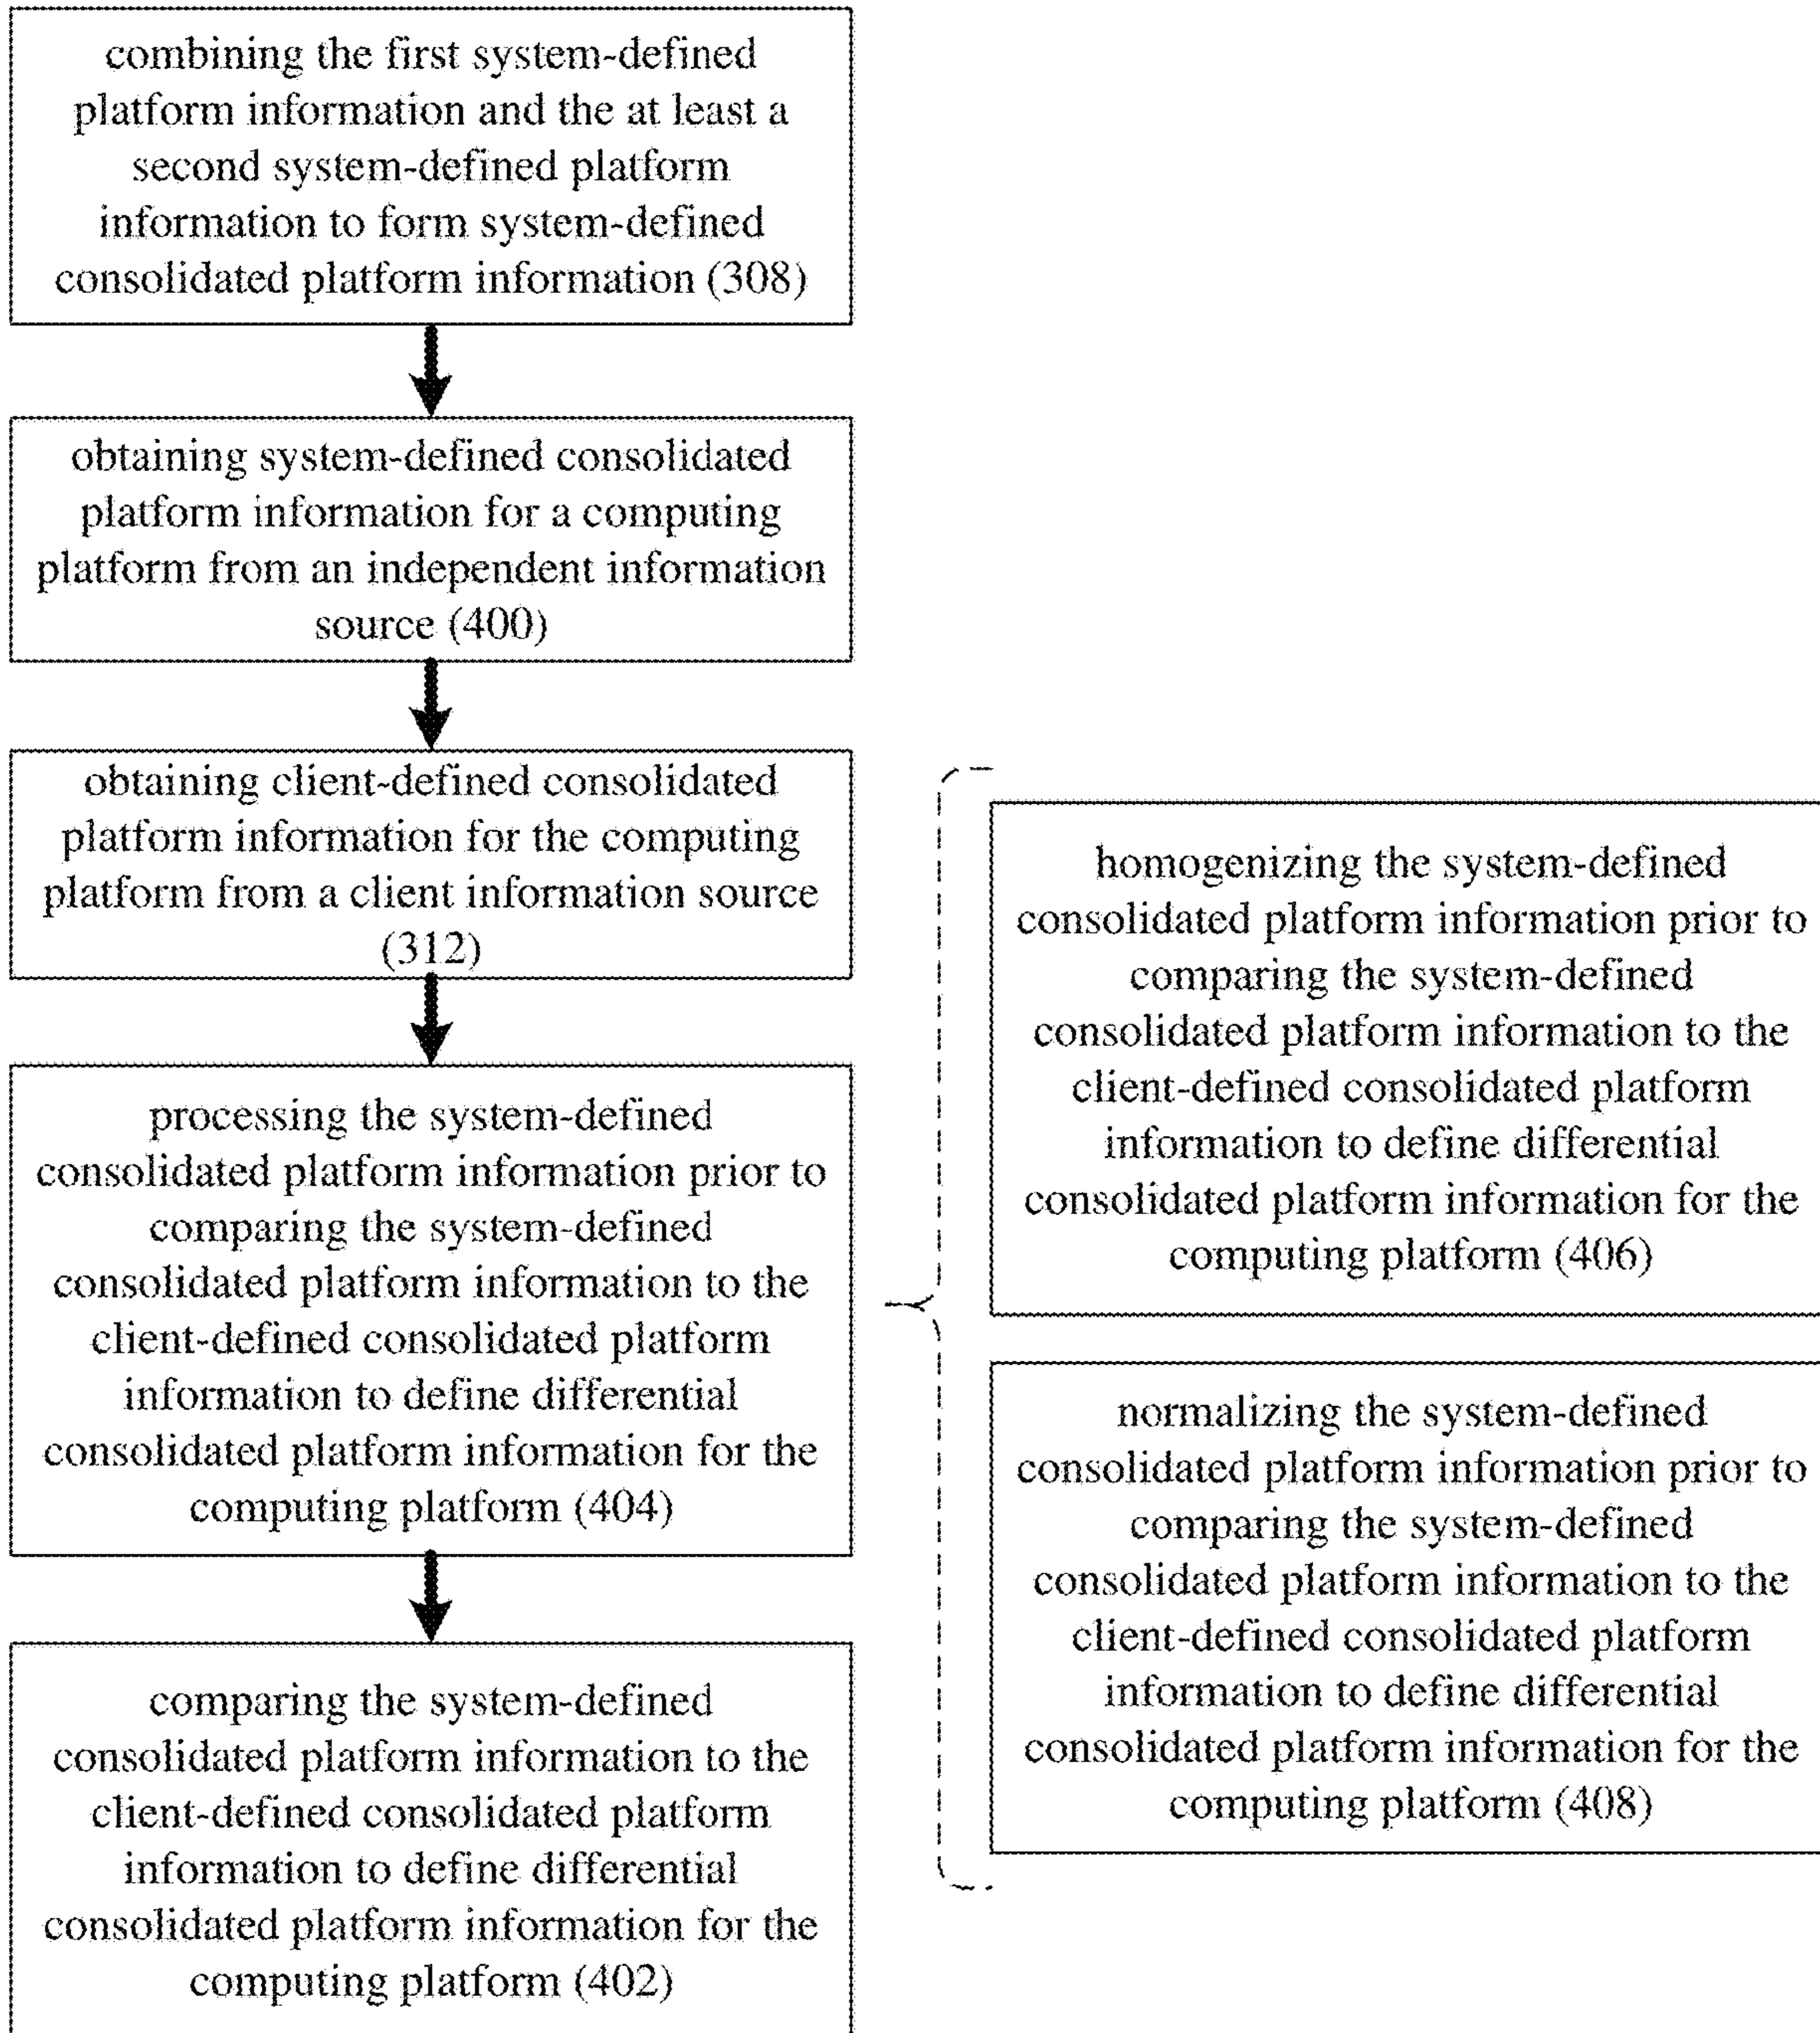 combining the first system-defined
platform information and the at least a
second system-defined platform
information to form system-defined
consolidated platform information (308)
obtaining system-defined consolidated
platform information for a computing
platform from an independent information
source (400)
obtaining client-defined consolidated
platform information for the computing
platform from a client information source
(312)
processing the system-defined
consolidated platform information prior to
comparing the system-defined
consolidated platform information to the
client-defined consolidated platform
information to define differential
consolidated platform information for the
computing platform (404)
comparing the system-defined
consolidated platform information to the
client-defined consolidated platform
information to define differential
consolidated platform information for the
computing platform (402)
homogenizing the system-defined
consolidated platform information prior to
comparing the system-defined
consolidated platform information to the
client-defined consolidated platform
information to define differential
consolidated platform information for the
computing platform (406)
normalizing the system-defined
consolidated platform information prior to
comparing the system-defined
consolidated platform information to the
client-defined consolidated platform
information to define differential
consolidated platform information for the
computing platform (408)